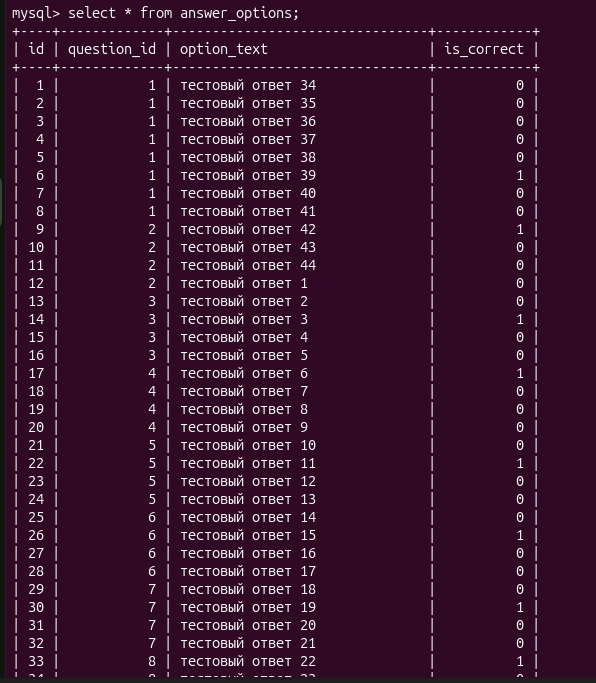 mysql> select * from answer_options;
+----+-------------+--------------------------------+------------+
| id | question_id | option_text                    | is_correct |
+----+-------------+--------------------------------+------------+
|  1 |           1 | тестовый ответ 34              |          0 |
|  2 |           1 | тестовый ответ 35              |          0 |
|  3 |           1 | тестовый ответ 36              |          0 |
|  4 |           1 | тестовый ответ 37              |          0 |
|  5 |           1 | тестовый ответ 38              |          0 |
|  6 |           1 | тестовый ответ 39              |          1 |
|  7 |           1 | тестовый ответ 40              |          0 |
|  8 |           1 | тестовый ответ 41              |          0 |
|  9 |           2 | тестовый ответ 42              |          1 |
| 10 |           2 | тестовый ответ 43              |          0 |
| 11 |           2 | тестовый ответ 44              |          0 |
| 12 |           2 | тестовый ответ 1               |          0 |
| 13 |           3 | тестовый ответ 2               |          0 |
| 14 |           3 | тестовый ответ 3               |          1 |
| 15 |           3 | тестовый ответ 4               |          0 |
| 16 |           3 | тестовый ответ 5               |          0 |
| 17 |           4 | тестовый ответ 6               |          1 |
| 18 |           4 | тестовый ответ 7               |          0 |
| 19 |           4 | тестовый ответ 8               |          0 |
| 20 |           4 | тестовый ответ 9               |          0 |
| 21 |           5 | тестовый ответ 10              |          0 |
| 22 |           5 | тестовый ответ 11              |          1 |
| 23 |           5 | тестовый ответ 12              |          0 |
| 24 |           5 | тестовый ответ 13              |          0 |
| 25 |           6 | тестовый ответ 14              |          0 |
| 26 |           6 | тестовый ответ 15              |          1 |
| 27 |           6 | тестовый ответ 16              |          0 |
| 28 |           6 | тестовый ответ 17              |          0 |
| 29 |           7 | тестовый ответ 18              |          0 |
| 30 |           7 | тестовый ответ 19              |          1 |
| 31 |           7 | тестовый ответ 20              |          0 |
| 32 |           7 | тестовый ответ 21              |          0 |
| 33 |           8 | тестовый ответ 22              |          1 |